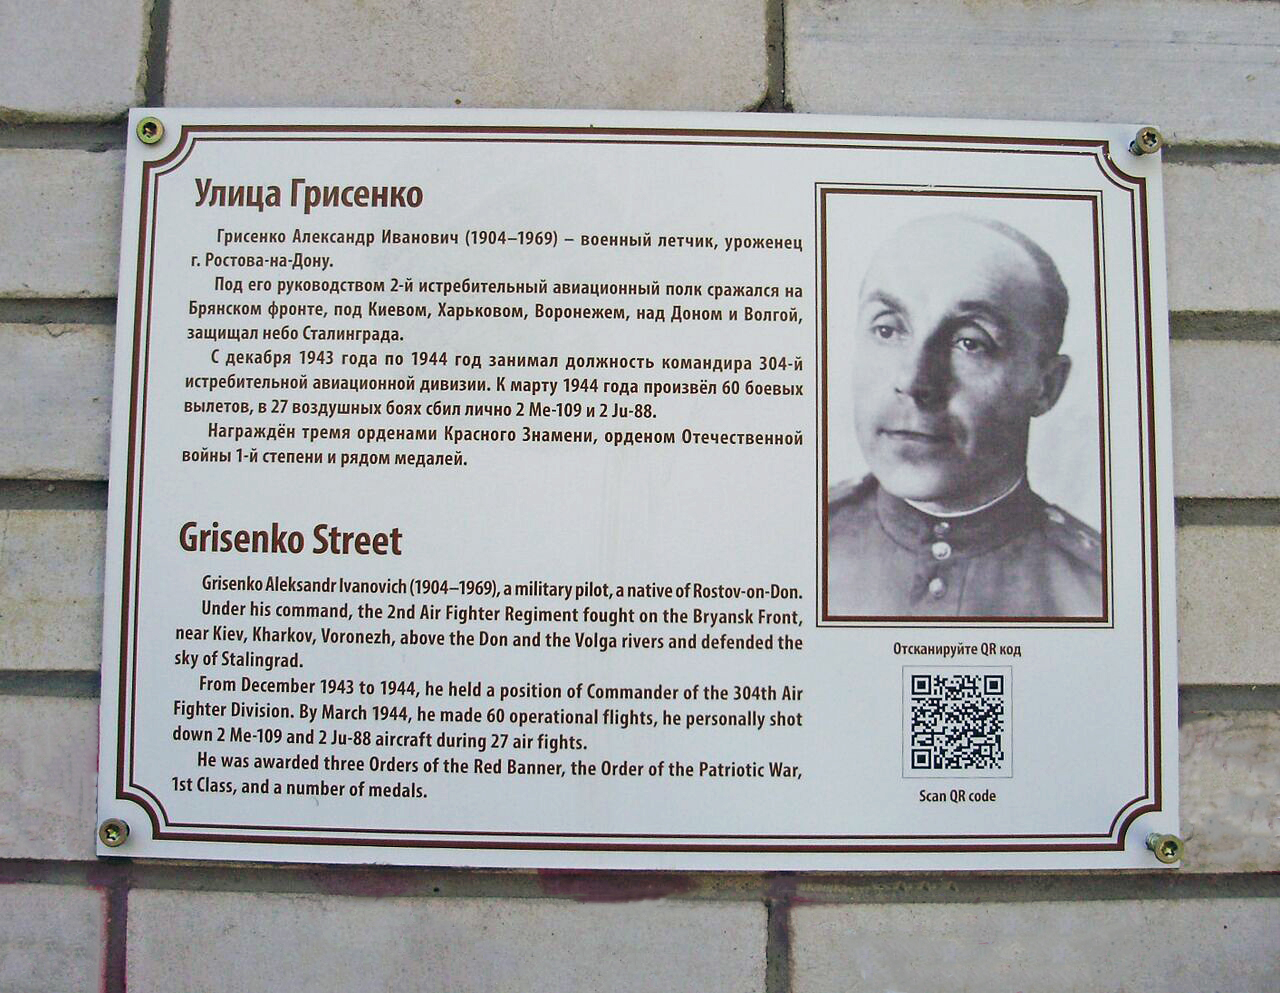 Улица Грисенко
Грисенко Александр Иванович (1904–1969) – военный летчик, уроженец
г. Ростова-на-Дону.
Под его руководством 2-й истребительный авиационный полк сражался на
Брянском фронте, под Киевом, Харьковом, Воронежем, над Доном и Волгой,
защищал небо Сталинграда.
С декабря 1943 года по 1944 год занимал должность командира 304-й
истребительной авиационной дивизии. К марту 1944 года произвёл 60 боевых
вылетов, в 27 воздушных боях сбил лично 2 Ме-109 и 2 Ju-88.
Награждён тремя орденами Красного Знамени, орденом Отечественной
войны 1-й степени и рядом медалей.
Grisenko Street
Grisenko Aleksandr Ivanovich (1904–1969), a military pilot, a native of Rostov-on-Don.
Under his command, the 2nd Air Fighter Regiment fought on the Bryansk Front,
near Kiev, Kharkov, Voronezh, above the Don and the Volga rivers and defended the
sky of Stalingrad.
From December 1943 to 1944, he held a position of Commander of the 304th Air
Fighter Division. By March 1944, he made 60 operational flights, he personally shot
down 2 Me-109 and 2 Ju-88 aircraft during 27 air fights.
He was awarded three Orders of the Red Banner, the Order of the Patriotic War,
1st Class, and a number of medals.
Отсканируйте QR код
Scan QR code